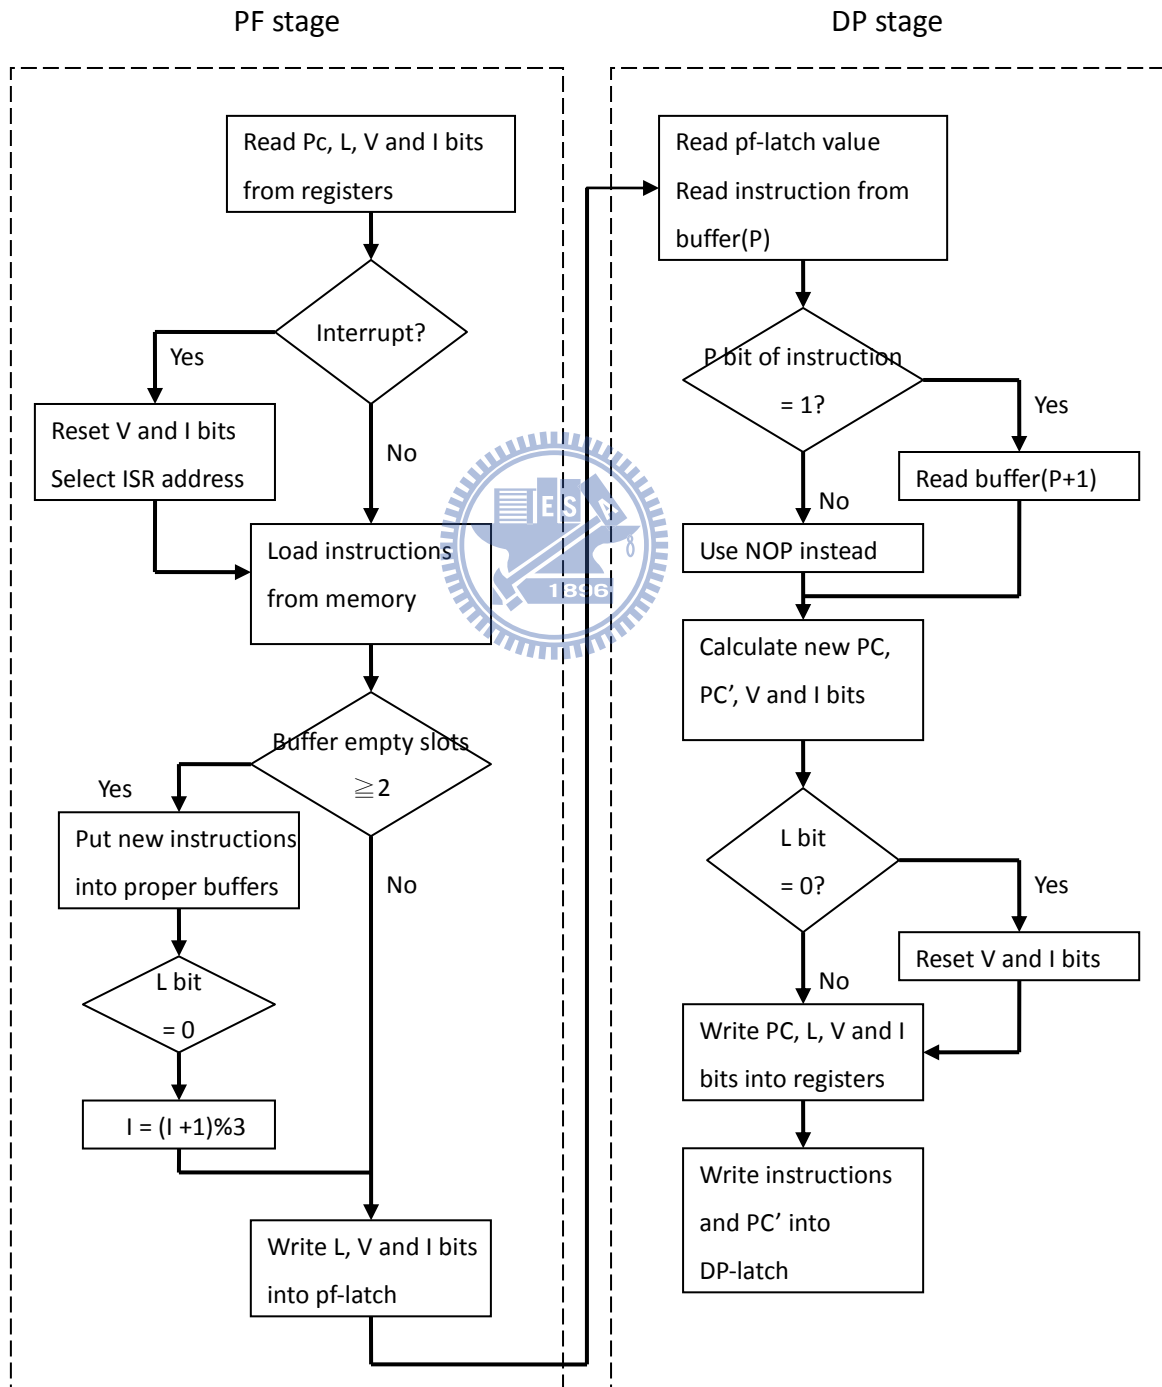 PF stage
Read Pc, L, V and I bits
from registers
Interrupt?
Yes
No
Reset V and I bits
Select ISR address
Load instructions
from memory
Buffer empty slots
≧2
Yes
No
Put new instructions
into proper buffers
L bit
= 0
I = (I +1)%3
Write L, V and I bits
into pf-latch
DP stage
Read pf-latch value
Read instruction from
buffer(P)
P bit of instruction
= 1?
Yes
No
Read buffer(P+1)
Use NOP instead
Calculate new PC,
PC’, V and I bits
L bit
= 0?
Yes
No
Reset V and I bits
Write PC, L, V and I
bits into registers
Write instructions
and PC’ into
DP-latch
E S
1896